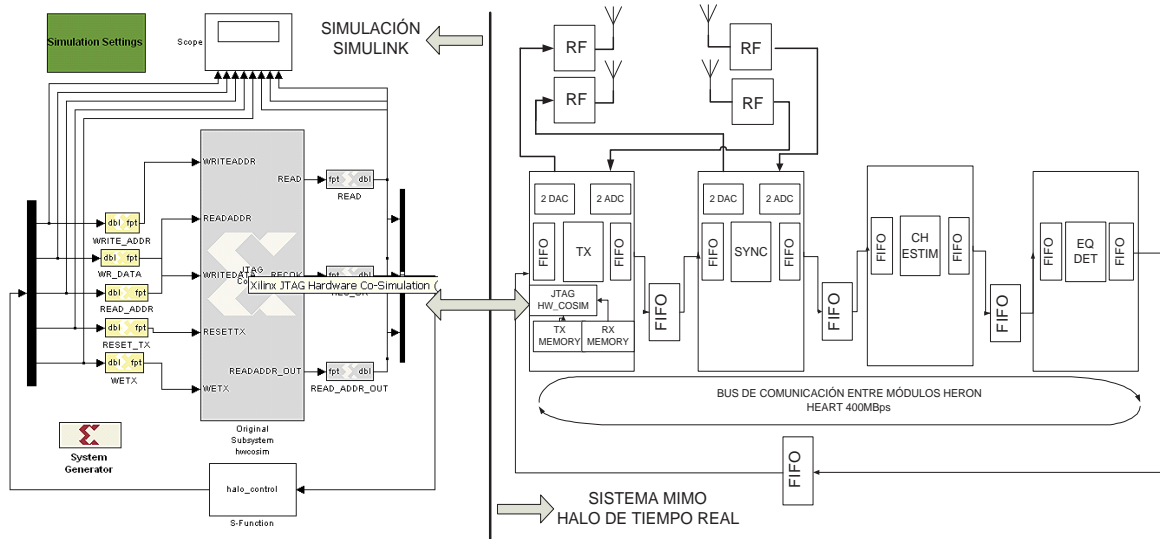 Simulation Settings
Scope
SIMULACIÓN
SIMULINK
WRITEADDR
READADDR
WRITEDATA
RESETTX
WETX
READ
RECOK
READADDR_OUT
JTAG
Co
Xilinx JTAG Hardware Co-Simulation (
dbl fpt
WRITE_ADDR
dbl fpt
WR_DATA
dbl fpt
READ_ADDR
dbl fpt
RESET_TX
dbl fpt
WETX
fpt dbl
READ
fpt dbl
READ_ADDR_OUT
Original
Subsystem
hwcosim
System
Generator
halo_control
S-Function
RF
RF
RF
RF
2 DAC
2 ADC
FIFO
TX
FIFO
JTAG
HW_COSIM
TX
MEMORY
RX
MEMORY
FIFO
2 DAC
2 ADC
FIFO
SYNC
FIFO
FIFO
FIFO
CH
ESTIM
FIFO
FIFO
FIFO
EQ
DET
FIFO
BUS DE COMUNICACIÓN ENTRE MÓDULOS HERON
HEART 400MBps
FIFO
SISTEMA MIMO
HALO DE TIEMPO REAL